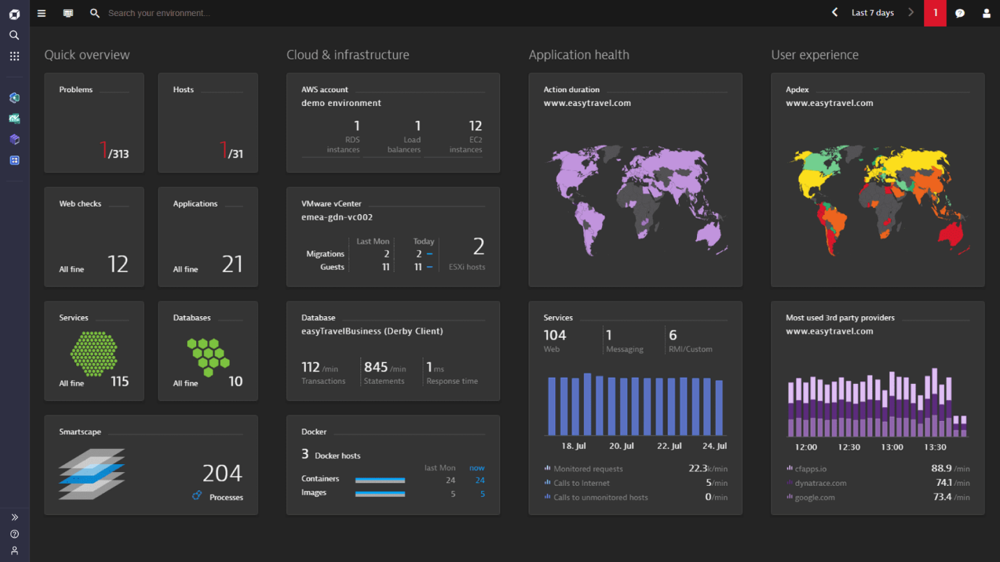 Search your environment...
Last 7 days
1
Quick overview
Cloud & infrastructure
Application health
User experience
Problems
1/313
Hosts
1/31
Web checks
All fine
12
Applications
All fine
21
Services
All fine
115
Databases
All fine
10
Smartscape
204
Processes
AWS account
demo environment
1
RDS
instances
1
Load
balancers
12
EC2
instances
VMware vCenter
emea-gdn-vc002
Last Mon Today
Migrations 2 2
Guests 11 11
2
ESXi hosts
Database
easyTravelBusiness (Derby Client)
112 /min
Transactions
845 /min
Statements
1 ms
Response time
Docker
3 Docker hosts
last Mon now
Containers 24 24
Images 5 5
Action duration
www.easytravel.com
Services
104
Web
1
Messaging
6
RMI/Custom
18. Jul 20. Jul 22. Jul 24. Jul
Monitored requests 22.3k/min
Calls to Internet 5/min
Calls to unmonitored hosts 0/min
Apdex
www.easytravel.com
Most used 3rd party providers
www.easytravel.com
12:00 12:30 13:00 13:30
cfapps.io 88.9 /min
dynatrace.com 74.1 /min
google.com 73.4 /min